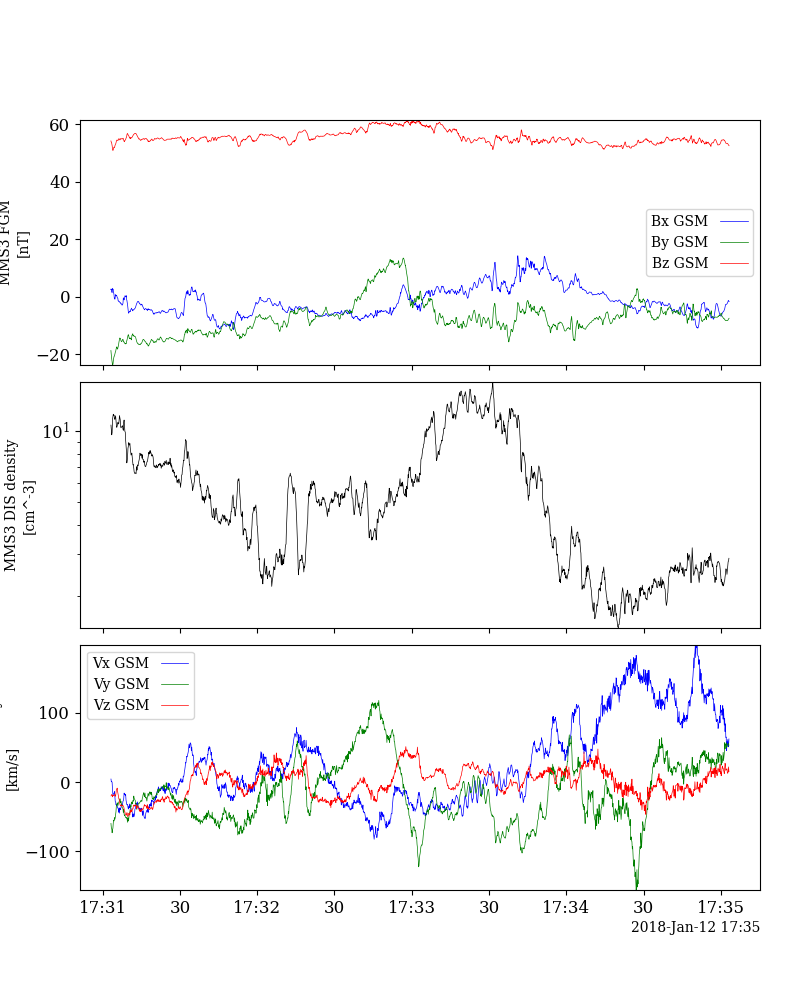 60
40
20
0
−20
MMS3 FGM
[nT]
Bx GSM
By GSM
Bz GSM
10^1
MMS3 DIS density
[cm^-3]
100
0
−100
[km/s]
Vx GSM
Vy GSM
Vz GSM
17:31 30 17:32 30 17:33 30 17:34 30 17:35
2018-Jan-12 17:35